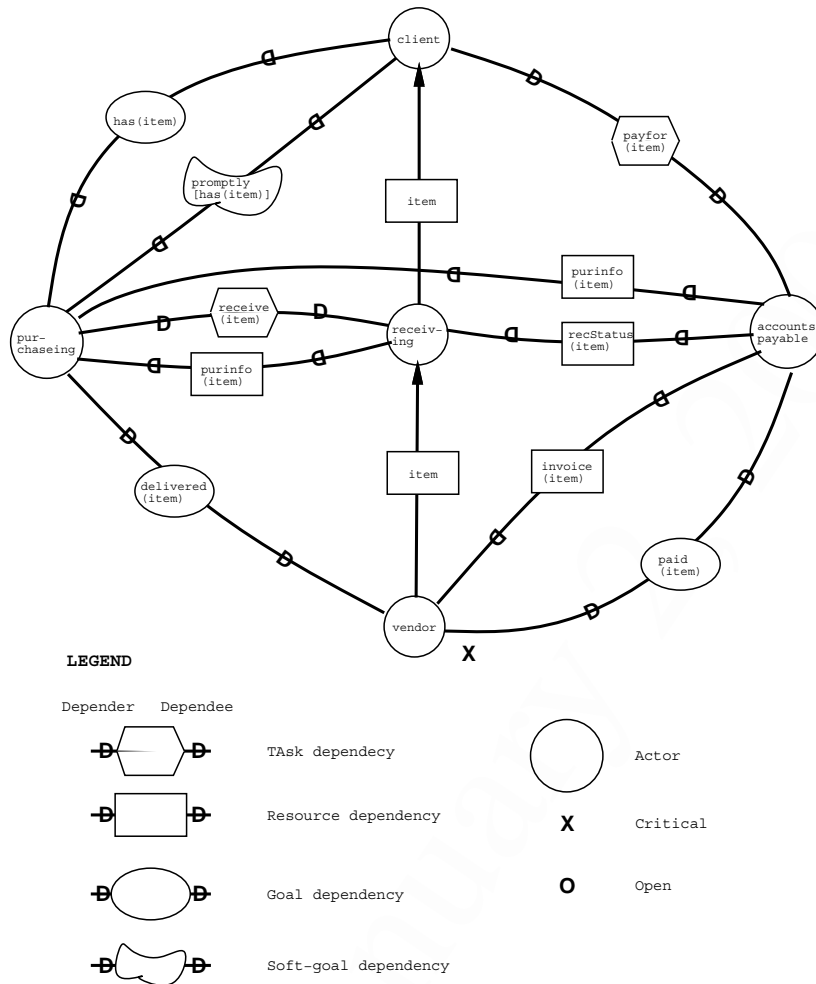 client
has(item)
payfor
(item)
promptly
[has(item)]
item
purinfo
(item)
receive
(item)
pur-
chaseing
receiv-
ing
recStatus
(item)
accounts
payable
purinfo
(item)
delivered
(item)
item
invoice
(item)
paid
(item)
vendor
X
LEGEND
Depender Dependee
D D TAsk dependecy
Actor
D D Resource dependency
X Critical
D D Goal dependency
O Open
D D Soft-goal dependency